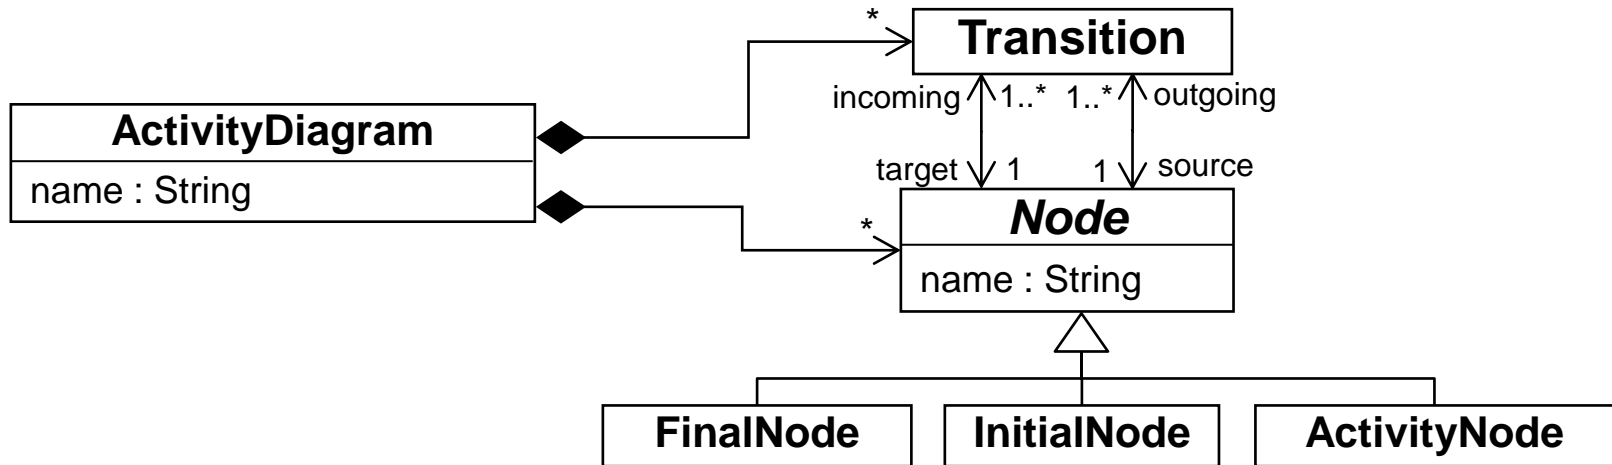 *
Transition
incoming 1..* 1..* outgoing
ActivityDiagram
name : String
target 1 1 source
*
Node
name : String
FinalNode
InitialNode
ActivityNode